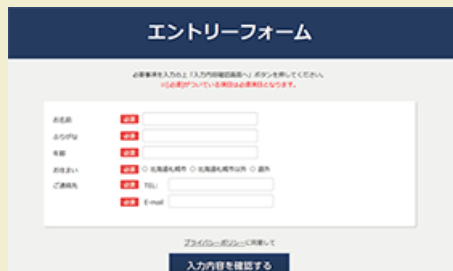 エントリーフォーム
必要事項を入力の上「入力内容確認画面へ」ボタンを押してください。
※[必須]がついている項目は必須項目となります。
お名前 必須
ふりがな 必須
年齢 必須
お住まい 必須 ○ 北海道札幌市 ○ 北海道札幌市以外 ○ 道外
ご連絡先 必須 TEL:
必須 E-mail
プライバシーポリシーに同意して
入力内容を確認する